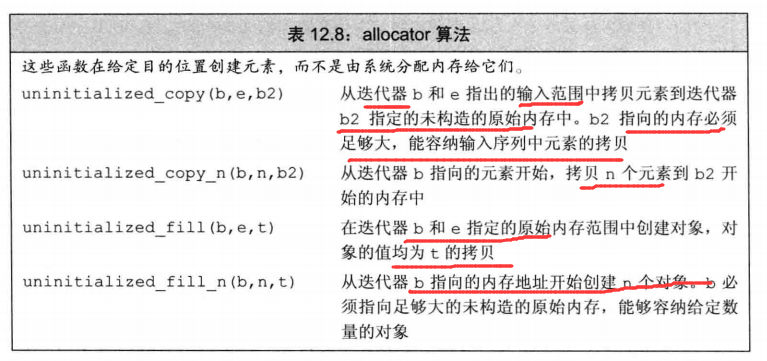 表 12.8：allocator 算法
这些函数在给定目的位置创建元素，而不是由系统分配内存给它们。
uninitialized_copy(b,e,b2) 从迭代器 b 和 e 指出的输入范围中拷贝元素到迭代器
b2 指定的未构造的原始内存中。b2 指向的内存必须
足够大，能容纳输入序列中元素的拷贝
uninitialized_copy_n(b,n,b2) 从迭代器 b 指向的元素开始，拷贝 n 个元素到 b2 开
始的内存中
uninitialized_fill(b,e,t) 在迭代器 b 和 e 指定的原始内存范围中创建对象，对
象的值均为 t 的拷贝
uninitialized_fill_n(b,n,t) 从迭代器 b 指向的内存地址开始创建 n 个对象。b 必
须指向足够大的未构造的原始内存，能够容纳给定数
量的对象